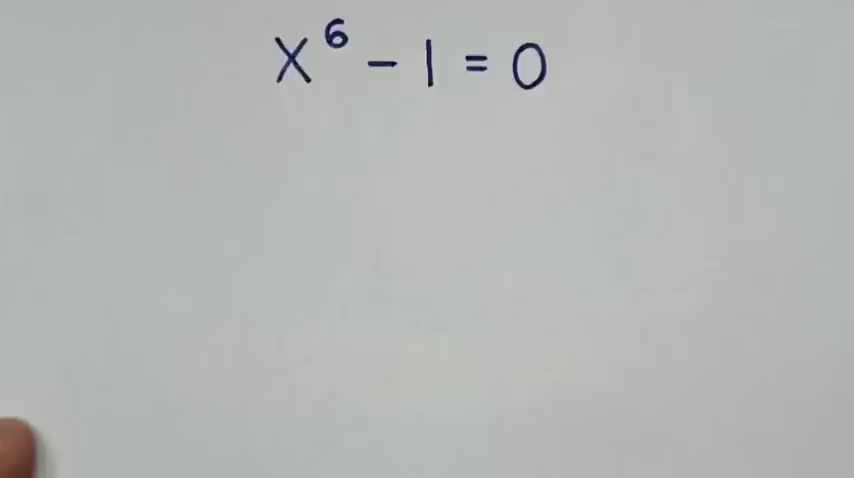 x⁶ - 1 = 0